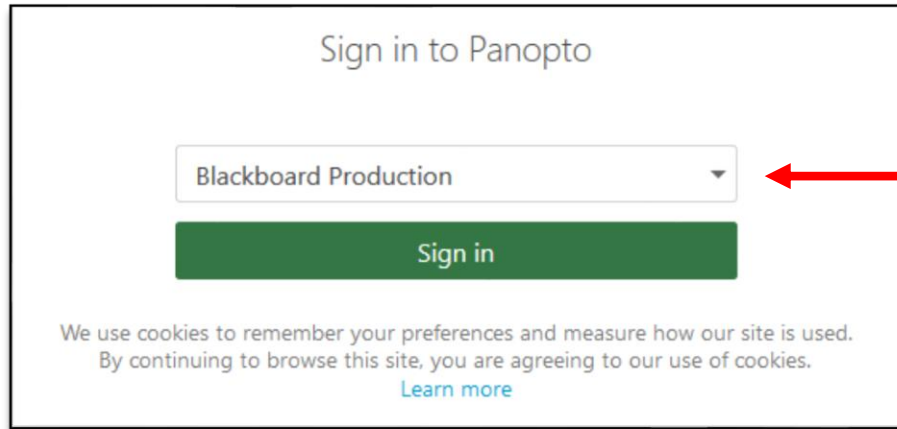 Sign in to Panopto
Blackboard Production
Sign in
We use cookies to remember your preferences and measure how our site is used.
By continuing to browse this site, you are agreeing to our use of cookies.
Learn more